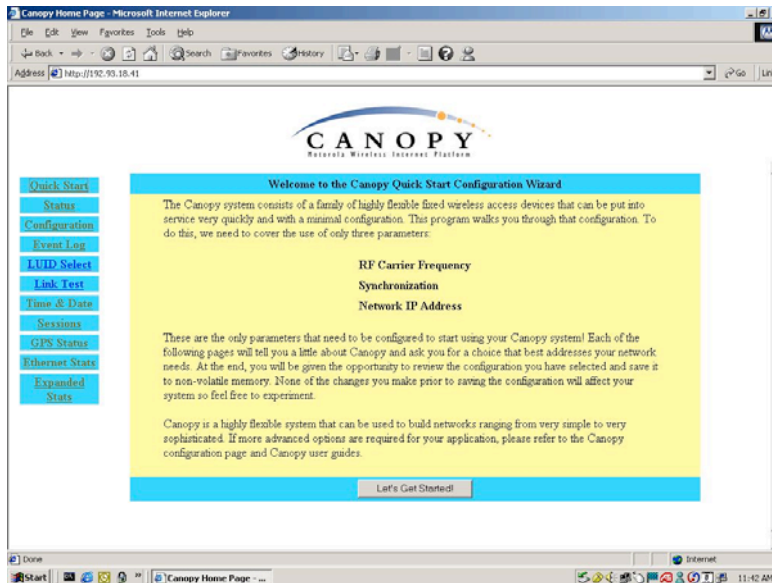 Canopy Home Page - Microsoft Internet Explorer
File Edit View Favorites Tools Help
Back Search Favorites History
Address http://192.93.18.41 Go
CANOPY
Motorola Wireless Internet Platform
Quick Start
Status
Configuration
Event Log
LUID Select
Link Test
Time & Date
Sessions
GPS Status
Ethernet Stats
Expanded
Stats
Welcome to the Canopy Quick Start Configuration Wizard
The Canopy system consists of a family of highly flexible fixed wireless access devices that can be put into
service very quickly and with a minimal configuration. This program walks you through that configuration. To
do this, we need to cover the use of only three parameters:
RF Carrier Frequency
Synchronization
Network IP Address
These are the only parameters that need to be configured to start using your Canopy system! Each of the
following pages will tell you a little about Canopy and ask you for a choice that best addresses your network
needs. At the end, you will be given the opportunity to review the configuration you have selected and save it
to non-volatile memory. None of the changes you make prior to saving the configuration will affect your
system so feel free to experiment.
Canopy is a highly flexible system that can be used to build networks ranging from very simple to very
sophisticated. If more advanced options are required for your application, please refer to the Canopy
configuration page and Canopy user guides.
Let's Get Started!
Done Internet
Start Canopy Home Page - ... 11:42 AM